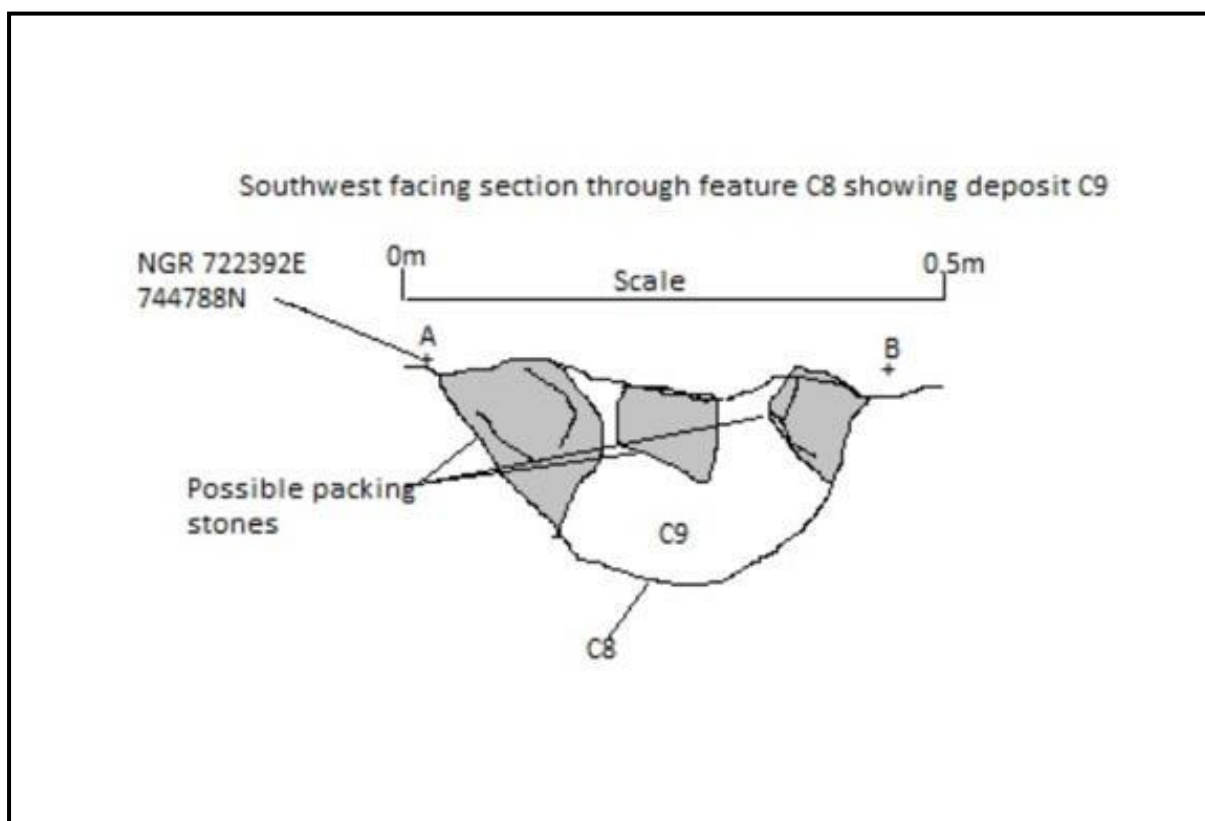 Southwest facing section through feature C8 showing deposit C9
NGR 722392E
744788N
0m
0.5m
Scale
A
B
Possible packing
stones
C9
C8